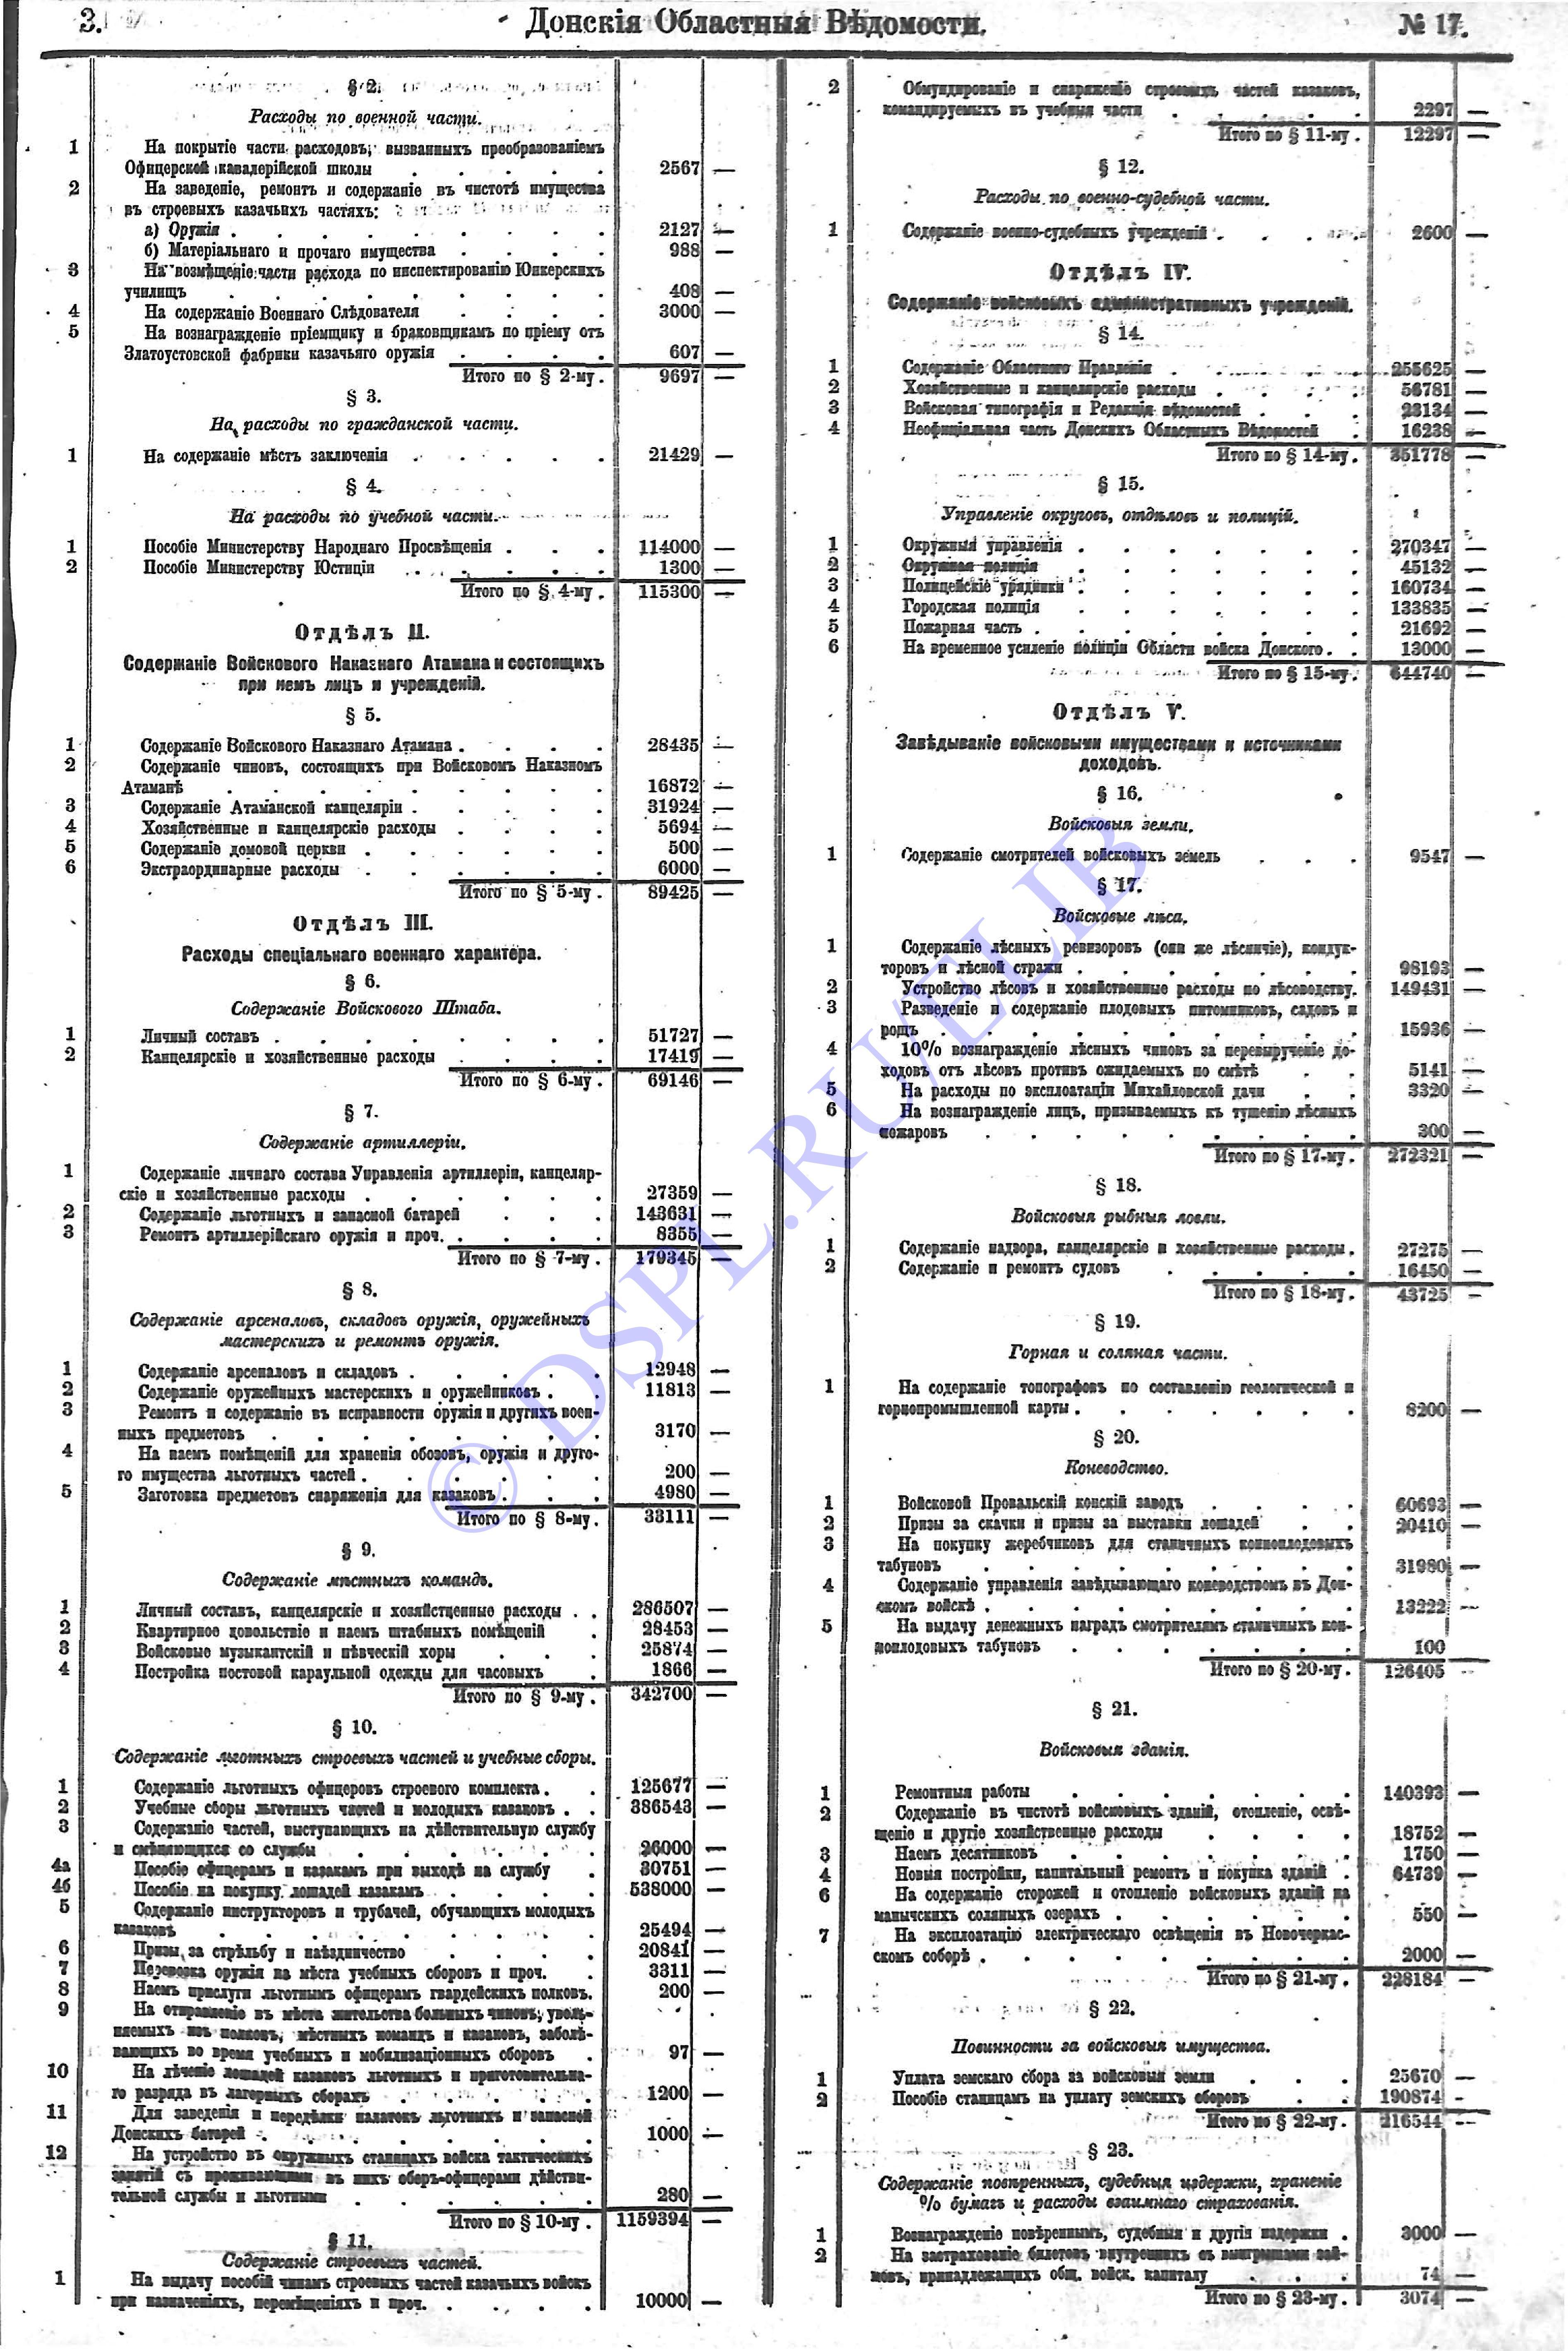 3.
Донскія Областныя Вѣдомости.
№ 17.
§ 2.
Расходы по военной части.
1 На покрытіе части расходовъ, вызванныхъ преобразованіемъ
Офицерской кавалерійской школы . . . . . 2567 —
2 На заведеніе, ремонтъ и содержаніе въ чистотѣ имущества
въ строевыхъ казачьихъ частяхъ:
а) Оружія . . . . . . . . 2127 —
б) Матеріальнаго и прочаго имущества . . . . 988 —
3 На возмѣщеніе части расхода по инспектированію Юнкерскихъ
училищъ . . . . . . . . 408 —
4 На содержаніе Военнаго Слѣдователя . . . . 3000 —
5 На вознагражденіе пріемщику и браковщикамъ по пріему отъ
Златоустовской фабрики казачьяго оружія . . . . 607 —
Итого по § 2-му . 9697 —
§ 3.
На расходы по гражданской части.
1 На содержаніе мѣстъ заключенія . . . . . 21429 —
§ 4.
На расходы по учебной части.
1 Пособіе Министерству Народнаго Просвѣщенія . . . 114000 —
2 Пособіе Министерству Юстиціи . . . . . 1300 —
Итого по § 4-му . 115300 —
Отдѣлъ II.
Содержаніе Войскового Наказнаго Атамана и состоящихъ
при немъ лицъ и учрежденій.
§ 5.
1 Содержаніе Войскового Наказнаго Атамана . . . . 28435 —
2 Содержаніе чиновъ, состоящихъ при Войсковомъ Наказномъ
Атаманѣ . . . . . . . . 16872 —
3 Содержаніе Атаманской канцеляріи . . . . . 31924 —
4 Хозяйственные и канцелярскіе расходы . . . . 5694 —
5 Содержаніе домовой церкви . . . . . . 500 —
6 Экстраординарные расходы . . . . . . 6000 —
Итого по § 5-му . 89425 —
Отдѣлъ III.
Расходы спеціальнаго военнаго характера.
§ 6.
Содержаніе Войскового Штаба.
1 Личный составъ . . . . . . . . 51727 —
2 Канцелярскіе и хозяйственные расходы . . . . 17419 —
Итого по § 6-му . 69146 —
§ 7.
Содержаніе артиллеріи.
1 Содержаніе личнаго состава Управленія артиллеріи, канцеляр-
скіе и хозяйственные расходы . . . . . . 27359 —
2 Содержаніе льготныхъ и запасной батарей . . . 143631 —
3 Ремонтъ артиллерійскаго оружія и проч. . . . . 8355 —
Итого по § 7-му . 179345 —
§ 8.
Содержаніе арсеналовъ, складовъ оружія, оружейныхъ
мастерскихъ и ремонтъ оружія.
1 Содержаніе арсеналовъ и складовъ . . . . . 12948 —
2 Содержаніе оружейныхъ мастерскихъ и оружейниковъ . . 11813 —
3 Ремонтъ и содержаніе въ исправности оружія и другихъ воен-
ныхъ предметовъ . . . . . . . 3170 —
4 На наемъ помѣщеній для храненія обозовъ, оружія и друго-
го имущества льготныхъ частей . . . . . . 200 —
5 Заготовка предметовъ снаряженія для казаковъ . . . 4980 —
Итого по § 8-му . 33111 —
§ 9.
Содержаніе мѣстныхъ командъ.
1 Личный составъ, канцелярскіе и хозяйственные расходы . . 286507 —
2 Квартирное довольствіе и наемъ штабныхъ помѣщеній . 28453 —
3 Войсковые музыкантскій и пѣвческій хоры . . . 25874 —
4 Постройка постовой караульной одежды для часовыхъ . 1866 —
Итого по § 9-му . 342700 —
§ 10.
Содержаніе льготныхъ строевыхъ частей и учебные сборы.
1 Содержаніе льготныхъ офицеровъ строевого комплекта . . 125677 —
2 Учебные сборы льготныхъ частей и молодыхъ казаковъ . . 386543 —
3 Содержаніе частей, выступающихъ на дѣйствительную службу
и смѣняющихся со службы . . . . . . 26000 —
4а Пособіе офицерамъ и казакамъ при выходѣ на службу . 30751 —
4б Пособіе на покупку лошадей казакамъ . . . . 538000 —
5 Содержаніе инструкторовъ и трубачей, обучающихъ молодыхъ
казаковъ . . . . . . . . 25494 —
6 Призы за стрѣльбу и наѣздничество . . . . 20841 —
7 Перевозка оружія на мѣста учебныхъ сборовъ и проч. . 3311 —
8 Наемъ прислуги льготнымъ офицерамъ гвардейскихъ полковъ. 200 —
9 На отправленіе въ мѣста жительства больныхъ чиновъ, уволь-
няемыхъ изъ полковъ, мѣстныхъ командъ и казаковъ, заболѣ-
вающихъ во время учебныхъ и мобилизаціонныхъ сборовъ . 97 —
10 На лѣченіе лошадей казаковъ льготныхъ и приготовительна-
го разряда въ лагерныхъ сборахъ . . . . . 1200 —
11 Для заведенія и передѣлки палатокъ льготныхъ и запасной
Донскихъ батарей . . . . . . . 1000 —
12 На устройство въ окружныхъ станицахъ войска тактическихъ
занятій съ проживающими въ нихъ оберъ-офицерами дѣйстви-
тельной службы и льготными . . . . . . 280 —
Итого по § 10-му . 1159394 —
§ 11.
Содержаніе строевыхъ частей.
1 На выдачу пособій чинамъ строевыхъ частей казачьихъ войскъ
при назначеніяхъ, перемѣщеніяхъ и проч. . . . . 10000 —
2 Обмундированіе и снаряженіе строевыхъ частей казаковъ,
командируемыхъ въ учебныя части . . . . . 2297 —
Итого по § 11-му . 12297 —
§ 12.
Расходы по военно-судебной части.
1 Содержаніе военно-судебныхъ учрежденій . . . . 2600 —
Отдѣлъ IV.
Содержаніе войсковыхъ административныхъ учрежденій.
§ 14.
1 Содержаніе Областного Правленія . . . . . 255625 —
2 Хозяйственные и канцелярскіе расходы . . . . 56781 —
3 Войсковая типографія и Редакція вѣдомостей . . . 23134 —
4 Неофиціальная часть Донскихъ Областныхъ Вѣдомостей . 16238 —
Итого по § 14-му . 351778 —
§ 15.
Управленіе округовъ, отдѣловъ и полицій.
1 Окружныя управленія . . . . . . . 270347 —
2 Окружная полиція . . . . . . 45132 —
3 Полицейскіе урядники . . . . . . . 160734 —
4 Городская полиція . . . . . . 133835 —
5 Пожарная часть . . . . . . . . 21692 —
6 На временное усиленіе полиціи Области войска Донского . . 13000 —
Итого по § 15-му . 644740 —
Отдѣлъ V.
Завѣдываніе войсковыми имуществами и источниками
доходовъ.
§ 16.
Войсковыя земли.
1 Содержаніе смотрителей войсковыхъ земель . . . 9547 —
§ 17.
Войсковые лѣса.
1 Содержаніе лѣсныхъ ревизоровъ (они же лѣсничіе), кондук-
торовъ и лѣсной стражи . . . . . . . 98193 —
2 Устройство лѣсовъ и хозяйственные расходы по лѣсоводству. 149431 —
3 Разведеніе и содержаніе плодовыхъ питомниковъ, садовъ и
рощъ . . . . . . . . . 15936 —
4 10% вознагражденіе лѣсныхъ чиновъ за перевырученіе до-
ходовъ отъ лѣсовъ противъ ожидаемыхъ по смѣтѣ . . 5141 —
5 На расходы по эксплоатаціи Михайловской дачи . . 3320 —
6 На вознагражденіе лицъ, призываемыхъ къ тушенію лѣсныхъ
пожаровъ . . . . . . . . 300 —
Итого по § 17-му . 272321 —
§ 18.
Войсковыя рыбныя ловли.
1 Содержаніе надзора, канцелярскіе и хозяйственные расходы . 27275 —
2 Содержаніе и ремонтъ судовъ . . . . . 16450 —
Итого по § 18-му . 43725 —
§ 19.
Горная и соляная части.
1 На содержаніе топографовъ по составленію геологической и
горнопромышленной карты . . . . . . . 8200 —
§ 20.
Коневодство.
1 Войсковой Провальскій конскій заводъ . . . . 60693 —
2 Призы за скачки и призы за выставки лошадей . . 20410 —
3 На покупку жеребчиковъ для станичныхъ коннеплодовыхъ
табуновъ . . . . . . . . 31980 —
4 Содержаніе управленія завѣдывающаго коневодствомъ въ Дон-
скомъ войскѣ . . . . . . . . 13222 —
5 На выдачу денежныхъ наградъ смотрителямъ станичныхъ кон-
ноплодовыхъ табуновъ . . . . . . 100
Итого по § 20-му . 126405 —
§ 21.
Войсковыя зданія.
1 Ремонтныя работы . . . . . . . 140393 —
2 Содержаніе въ чистотѣ войсковыхъ зданій, отопленіе, освѣ-
щеніе и другіе хозяйственные расходы . . . . 18752 —
3 Наемъ десятниковъ . . . . . . . 1750 —
4 Новыя постройки, капитальный ремонтъ и покупка зданій . 64739 —
6 На содержаніе сторожей и отопленіе войсковыхъ зданій на
манычскихъ соляныхъ озерахъ . . . . . . 550 —
7 На эксплоатацію электрическаго освѣщенія въ Новочеркас-
скомъ соборѣ . . . . . . . . 2000 —
Итого по § 21-му . 228184 —
§ 22.
Повинности за войсковыя имущества.
1 Уплата земскаго сбора за войсковыя земли . . . 25670 —
2 Пособіе станицамъ на уплату земскихъ сборовъ . . 190874 -
Итого по § 22-му . 216544 —
§ 23.
Содержаніе повѣренныхъ, судебныя издержки, храненіе
% бумагъ и расходы взаимнаго страхованія.
1 Вознагражденіе повѣреннымъ, судебныя и другія издержки . 3000 —
2 На застрахованіе билетовъ внутреннихъ съ выигрышами зай-
мовъ, принадлежащихъ общ. войск. капиталу . . . 74 —
Итого по § 23-му . 3074 —
© DSPL.RU/ELIB